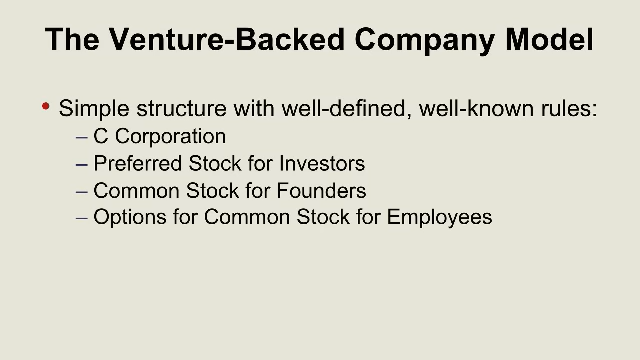 The Venture-Backed Company Model
• Simple structure with well-defined, well-known rules:
– C Corporation
– Preferred Stock for Investors
– Common Stock for Founders
– Options for Common Stock for Employees